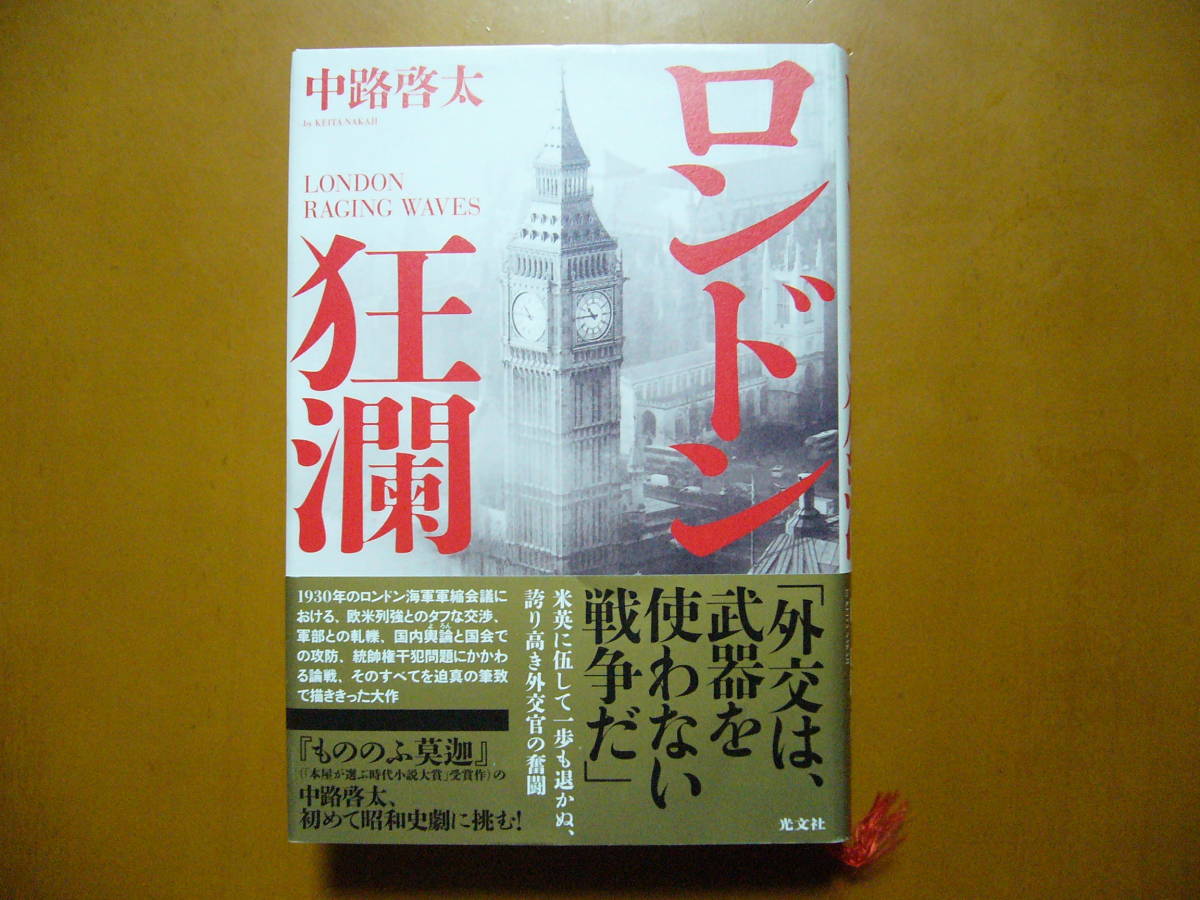 中路啓太
by KEITA NAKAJI
LONDON
RAGING WAVES
ロンドン
狂瀾
「外交は、
武器を
使わない
戦争だ」
米英に伍して一歩も退かぬ、
誇り高き外交官の奮闘
1930年のロンドン海軍軍縮会議に
おける、欧米列強とのタフな交渉、
軍部との軋轢、国内輿論と国会で
の攻防、統帥権干犯問題にかかわ
る論戦、そのすべてを迫真の筆致
で描ききった大作
『もののふ莫迦』
（「本屋が選ぶ時代小説大賞」受賞作）の
中路啓太、
初めて昭和史劇に挑む！
光文社